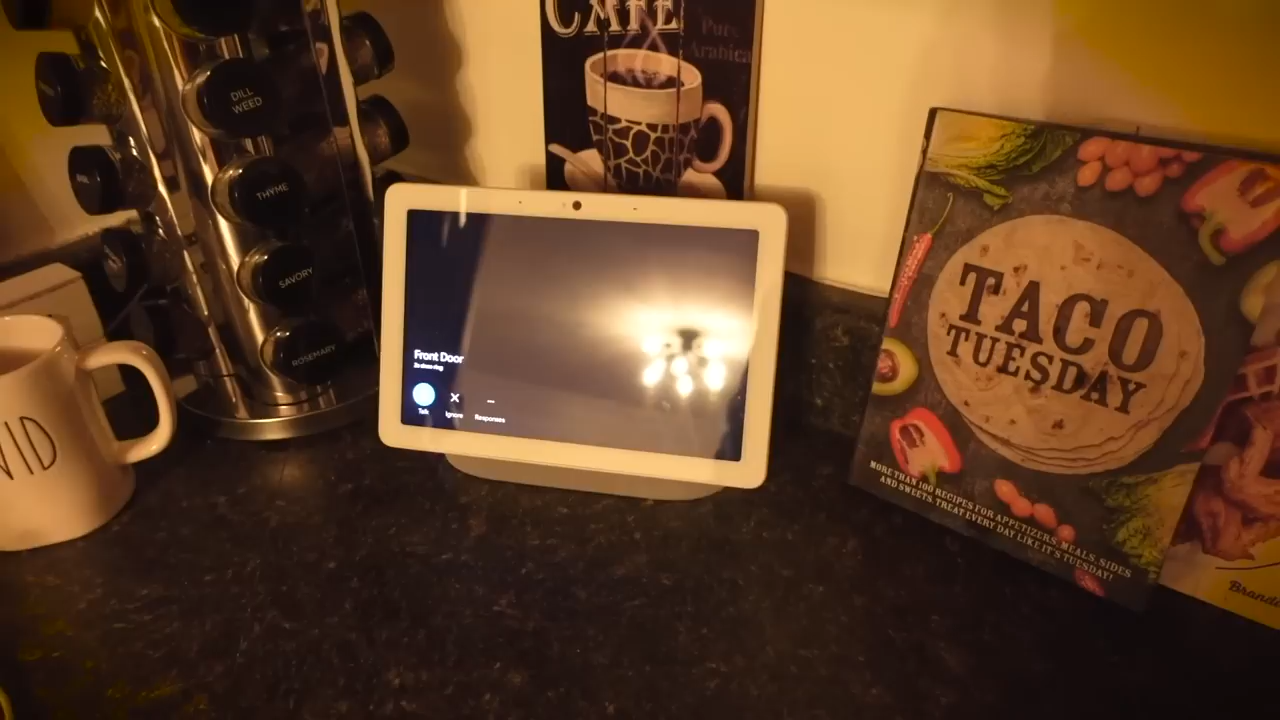 CAFE
Pure
Arabica
DILL
WEED
THYME
SAVORY
ROSEMARY
VID
Front Door
Talk
Ignore
Responses
TACO
TUESDAY
MORE THAN 100 RECIPES FOR APPETIZERS, MEALS, SIDES
AND SWEETS. TREAT EVERY DAY LIKE IT'S TUESDAY!